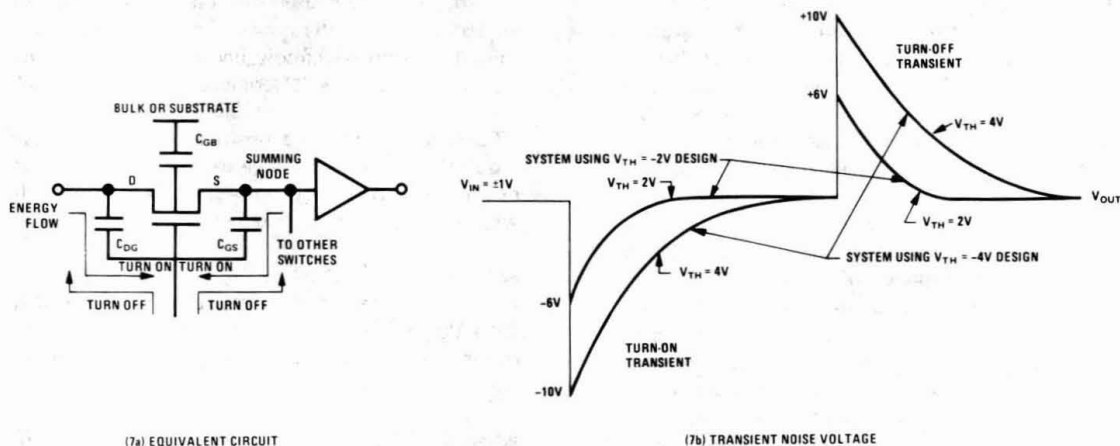 BULK OR SUBSTRATE
C_GB
D
S
SUMMING
NODE
ENERGY
FLOW
C_DG
C_GS
TURN ON
TURN ON
TO OTHER
SWITCHES
TURN OFF
TURN OFF
(7a) EQUIVALENT CIRCUIT
+10V
TURN-OFF
TRANSIENT
+6V
V_TH = 4V
SYSTEM USING V_TH = -2V DESIGN
V_IN = ±1V
V_TH = 2V
V_OUT
V_TH = 2V
SYSTEM USING V_TH = -4V DESIGN
V_TH = 4V
-6V
TURN-ON
TRANSIENT
-10V
(7b) TRANSIENT NOISE VOLTAGE